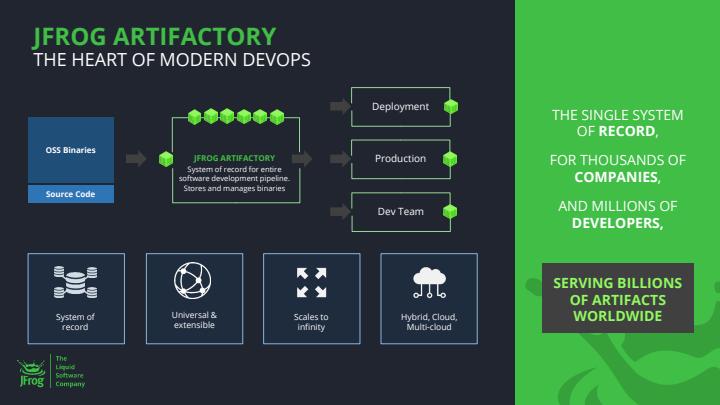 JFROG ARTIFACTORY
THE HEART OF MODERN DEVOPS
OSS Binaries
Source Code
JFROG ARTIFACTORY
System of record for entire
software development pipeline.
Stores and manages binaries
Deployment
Production
Dev Team
System of
record
Universal &
extensible
Scales to
infinity
Hybrid, Cloud,
Multi-cloud
JFrog
The
Liquid
Software
Company
THE SINGLE SYSTEM
OF RECORD,
FOR THOUSANDS OF
COMPANIES,
AND MILLIONS OF
DEVELOPERS,
SERVING BILLIONS
OF ARTIFACTS
WORLDWIDE